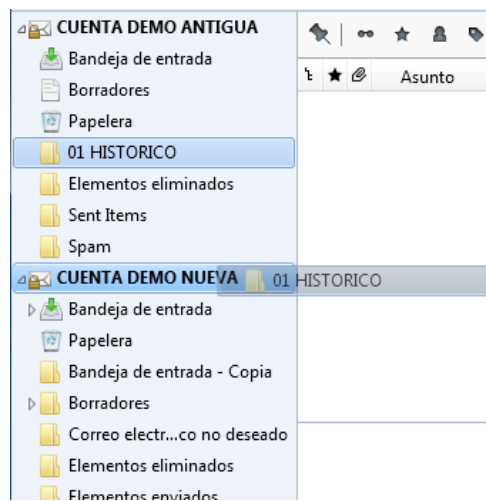 CUENTA DEMO ANTIGUA
Bandeja de entrada
Asunto
Borradores
Papelera
01 HISTORICO
Elementos eliminados
Sent Items
Spam
CUENTA DEMO NUEVA
01 HISTORICO
Bandeja de entrada
Papelera
Bandeja de entrada - Copia
Borradores
Correo electr...co no deseado
Elementos eliminados
Elementos enviados